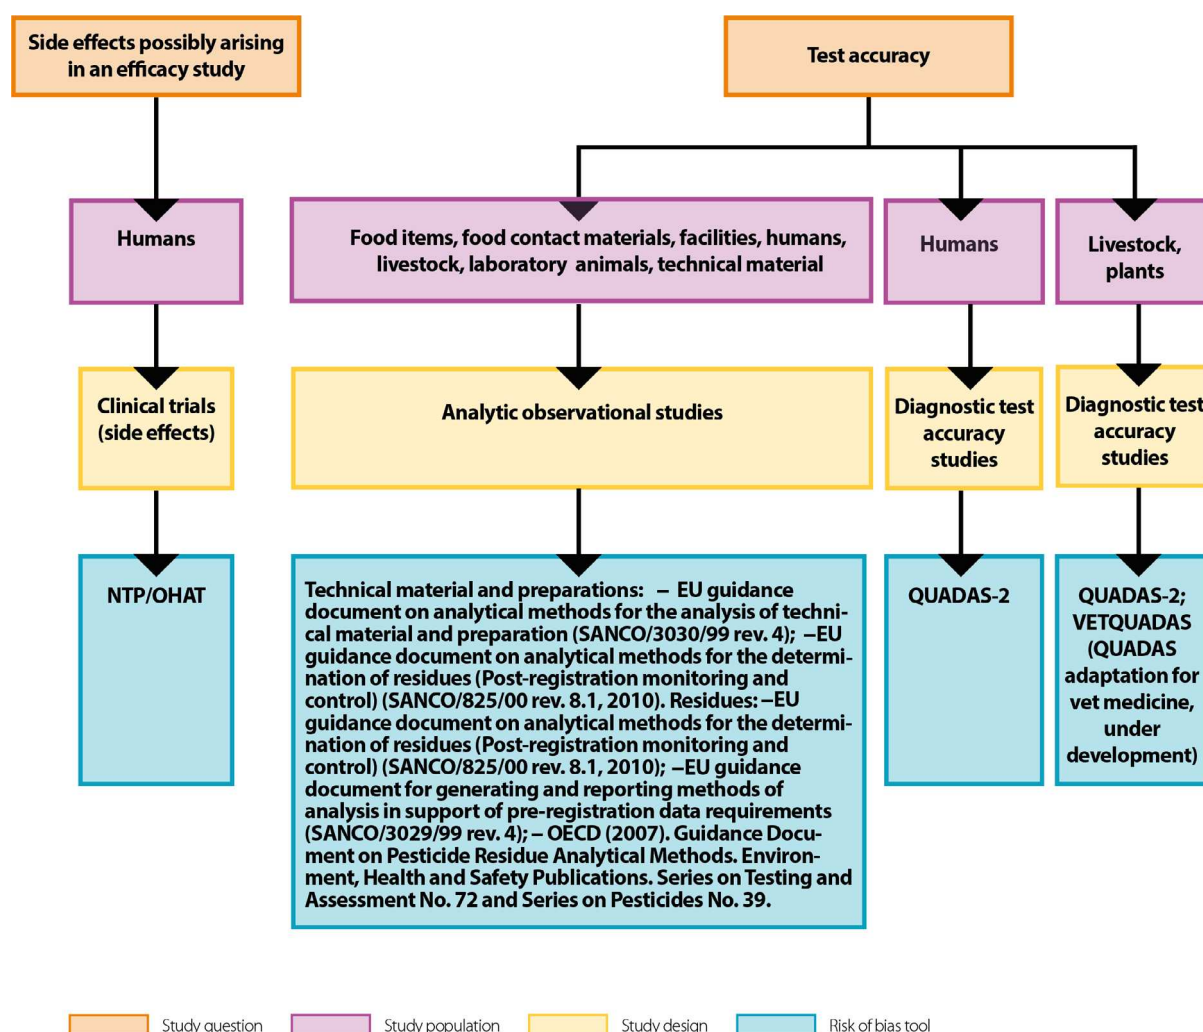 Side effects possibly arising
in an efficacy study
Test accuracy
Humans
Food items, food contact materials, facilities, humans,
livestock, laboratory animals, technical material
Humans
Livestock,
plants
Clinical trials
(side effects)
Analytic observational studies
Diagnostic test
accuracy
studies
Diagnostic test
accuracy
studies
NTP/OHAT
Technical material and preparations: – EU guidance
document on analytical methods for the analysis of techni-
cal material and preparation (SANCO/3030/99 rev. 4); –EU
guidance document on analytical methods for the determi-
nation of residues (Post-registration monitoring and
control) (SANCO/825/00 rev. 8.1, 2010). Residues: –EU
guidance document on analytical methods for the determi-
nation of residues (Post-registration monitoring and
control) (SANCO/825/00 rev. 8.1, 2010); –EU guidance
document for generating and reporting methods of
analysis in support of pre-registration data requirements
(SANCO/3029/99 rev. 4); – OECD (2007). Guidance Docu-
ment on Pesticide Residue Analytical Methods. Environ-
ment, Health and Safety Publications. Series on Testing and
Assessment No. 72 and Series on Pesticides No. 39.
QUADAS-2
QUADAS-2;
VETQUADAS
(QUADAS
adaptation for
vet medicine,
under
development)
Study question
Study population
Study design
Risk of bias tool